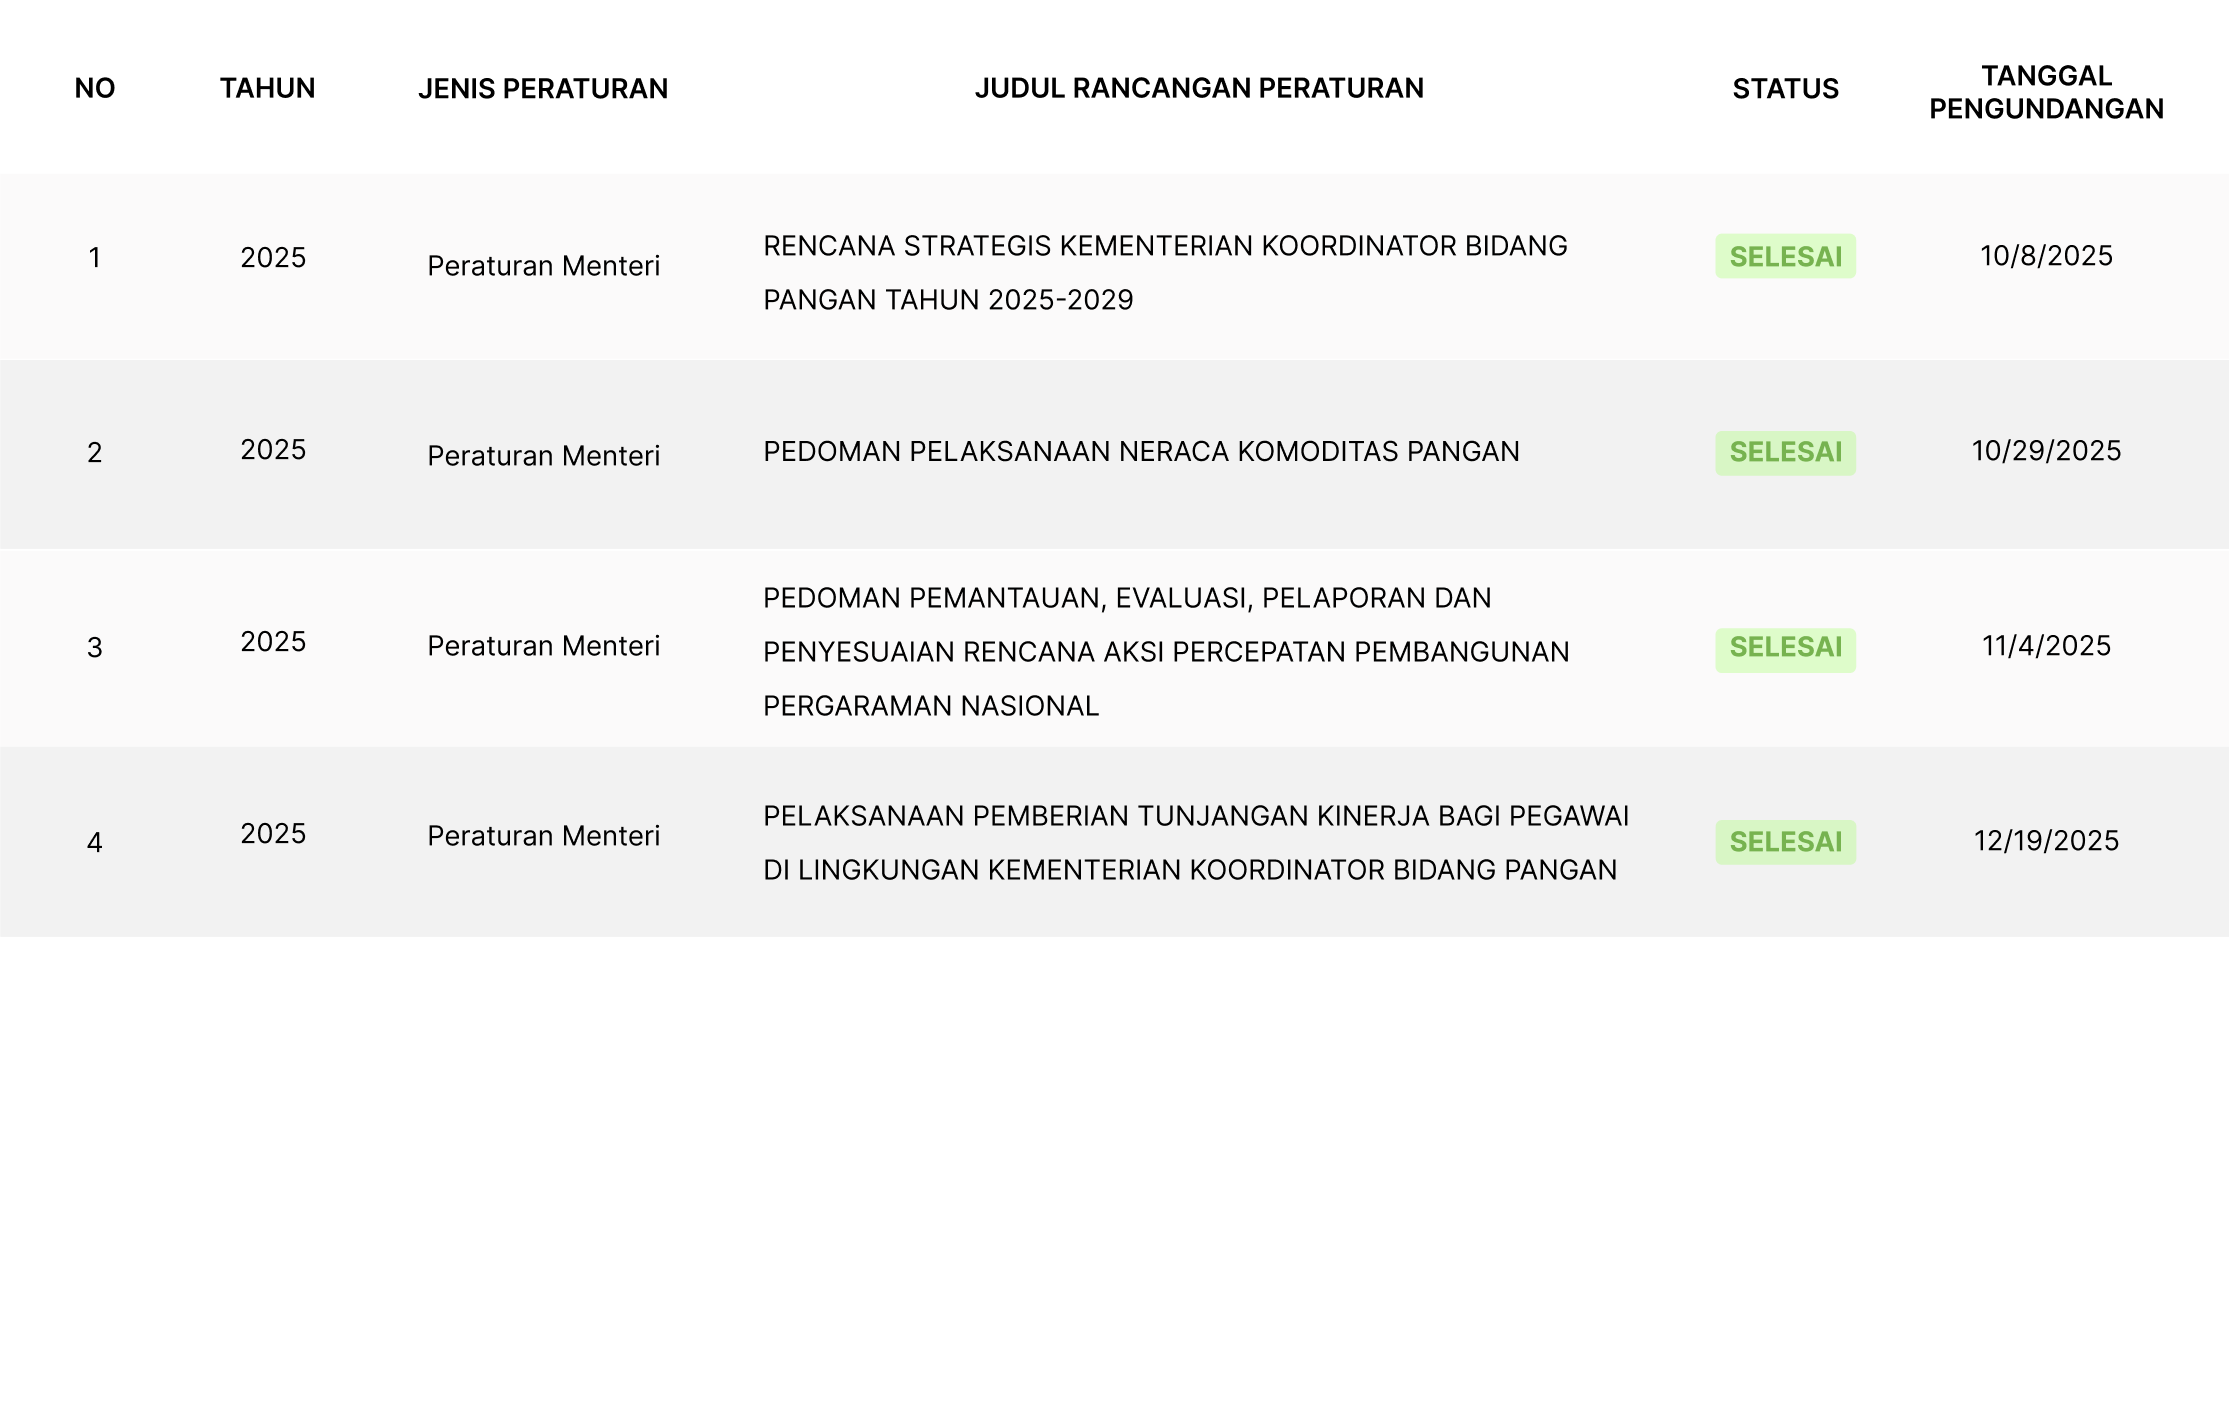 NO TAHUN JENIS PERATURAN JUDUL RANCANGAN PERATURAN STATUS TANGGAL PENGUNDANGAN
1 2025 Peraturan Menteri RENCANA STRATEGIS KEMENTERIAN KOORDINATOR BIDANG SELESAI 10/8/2025
PANGAN TAHUN 2025-2029
2 2025 Peraturan Menteri PEDOMAN PELAKSANAAN NERACA KOMODITAS PANGAN SELESAI 10/29/2025
PEDOMAN PEMANTAUAN, EVALUASI, PELAPORAN DAN
3 2025 Peraturan Menteri PENYESUAIAN RENCANA AKSI PERCEPATAN PEMBANGUNAN SELESAI 11/4/2025
PERGARAMAN NASIONAL
4 2025 Peraturan Menteri PELAKSANAAN PEMBERIAN TUNJANGAN KINERJA BAGI PEGAWAI SELESAI 12/19/2025
DI LINGKUNGAN KEMENTERIAN KOORDINATOR BIDANG PANGAN